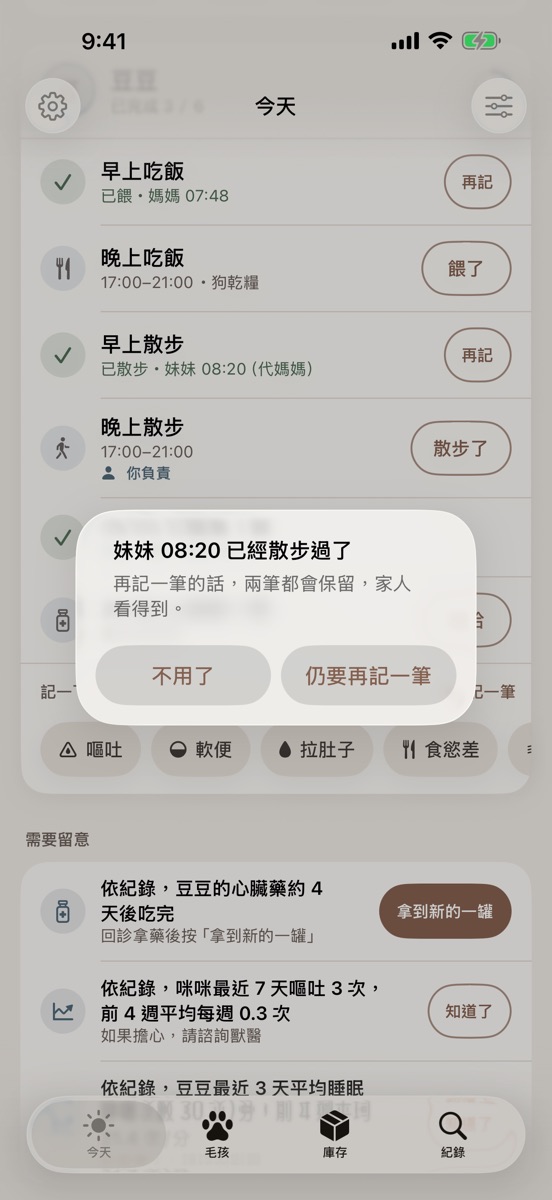 9:41
豆豆
今天
早上吃飯
已餵・媽媽 07:48
再記
晚上吃飯
17:00–21:00・狗乾糧
餵了
早上散步
已散步・妹妹 08:20 (代媽媽)
再記
晚上散步
17:00–21:00
你負責
散步了
妹妹 08:20 已經散步過了
再記一筆的話，兩筆都會保留，家人
看得到。
不用了
仍要再記一筆
記一
記一筆
嘔吐
軟便
拉肚子
食慾差
需要留意
依紀錄，豆豆的心臟藥約 4
天後吃完
回診拿藥後按「拿到新的一罐」
拿到新的一罐
依紀錄，咪咪最近 7 天嘔吐 3 次，
前 4 週平均每週 0.3 次
如果擔心，請諮詢獸醫
知道了
依紀錄，豆豆最近 3 天平均睡眠
今天
毛孩
庫存
紀錄